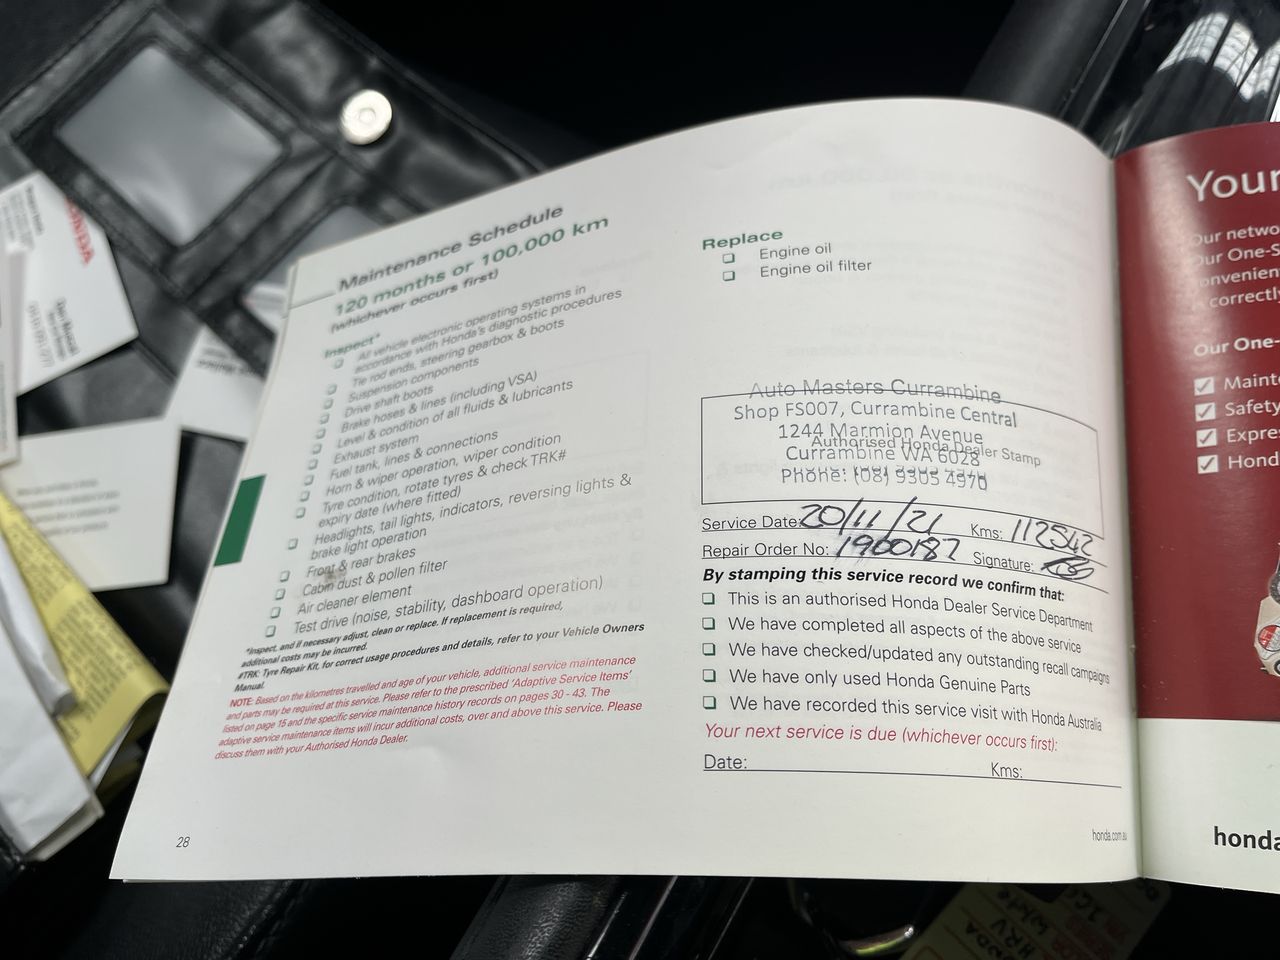 Maintenance Schedule
120 months or 100,000 km
(whichever occurs first)
Inspect*
❏ All vehicle electronic operating systems in
accordance with Honda's diagnostic procedures
❏ Tie rod ends, steering gearbox & boots
❏ Suspension components
❏ Drive shaft boots
❏ Brake hoses & lines (including VSA)
❏ Level & condition of all fluids & lubricants
❏ Exhaust system
❏ Fuel tank, lines & connections
❏ Horn & wiper operation, wiper condition
❏ Tyre condition, rotate tyres & check TRK#
expiry date (where fitted)
❏ Headlights, tail lights, indicators, reversing lights &
brake light operation
❏ Front & rear brakes
❏ Cabin dust & pollen filter
❏ Air cleaner element
❏ Test drive (noise, stability, dashboard operation)
*Inspect, and if necessary adjust, clean or replace. If replacement is required,
additional costs may be incurred.
#TRK: Tyre Repair Kit, for correct usage procedures and details, refer to your Vehicle Owners
Manual.
NOTE: Based on the kilometres travelled and age of your vehicle, additional service maintenance
and parts may be required at this service. Please refer to the prescribed 'Adaptive Service Items'
listed on page 15 and the specific service maintenance history records on pages 30 - 43. The
adaptive service maintenance items will incur additional costs, over and above this service. Please
discuss them with your Authorised Honda Dealer.
28
Replace
❏ Engine oil
❏ Engine oil filter
Auto Masters Currambine
Shop FS007, Currambine Central
1244 Marmion Avenue
Authorised Honda Dealer Stamp
Currambine WA 6028
Phone: (08) 9305 4970
Service Date: 20/11/21 Kms: 112542
Repair Order No: 1900187 Signature:
By stamping this service record we confirm that:
❏ This is an authorised Honda Dealer Service Department
❏ We have completed all aspects of the above service
❏ We have checked/updated any outstanding recall campaigns
❏ We have only used Honda Genuine Parts
❏ We have recorded this service visit with Honda Australia
Your next service is due (whichever occurs first):
Date: Kms:
honda.com.au
Your
Our netwo
Our One-S
convenien
correctly
Our One-
Mainte
Safety
Expre
Hond
honda
HONDA
HRV
White